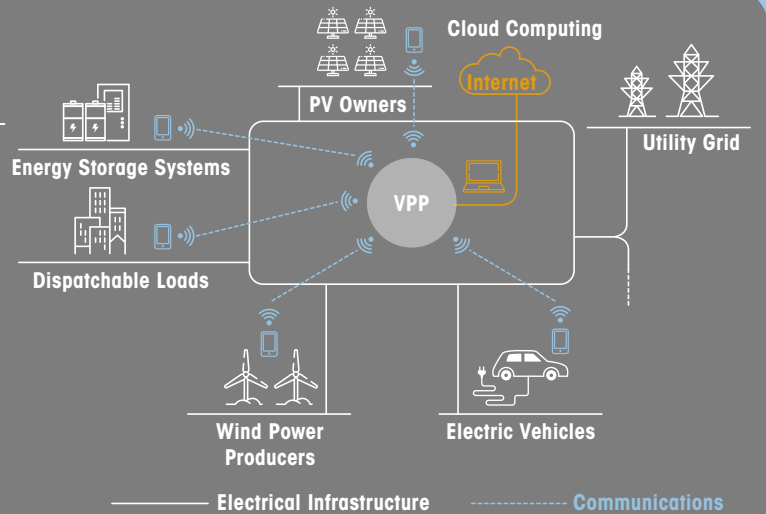 Cloud Computing
Internet
PV Owners
Utility Grid
Energy Storage Systems
VPP
Dispatchable Loads
Wind Power
Producers
Electric Vehicles
Electrical Infrastructure
Communications